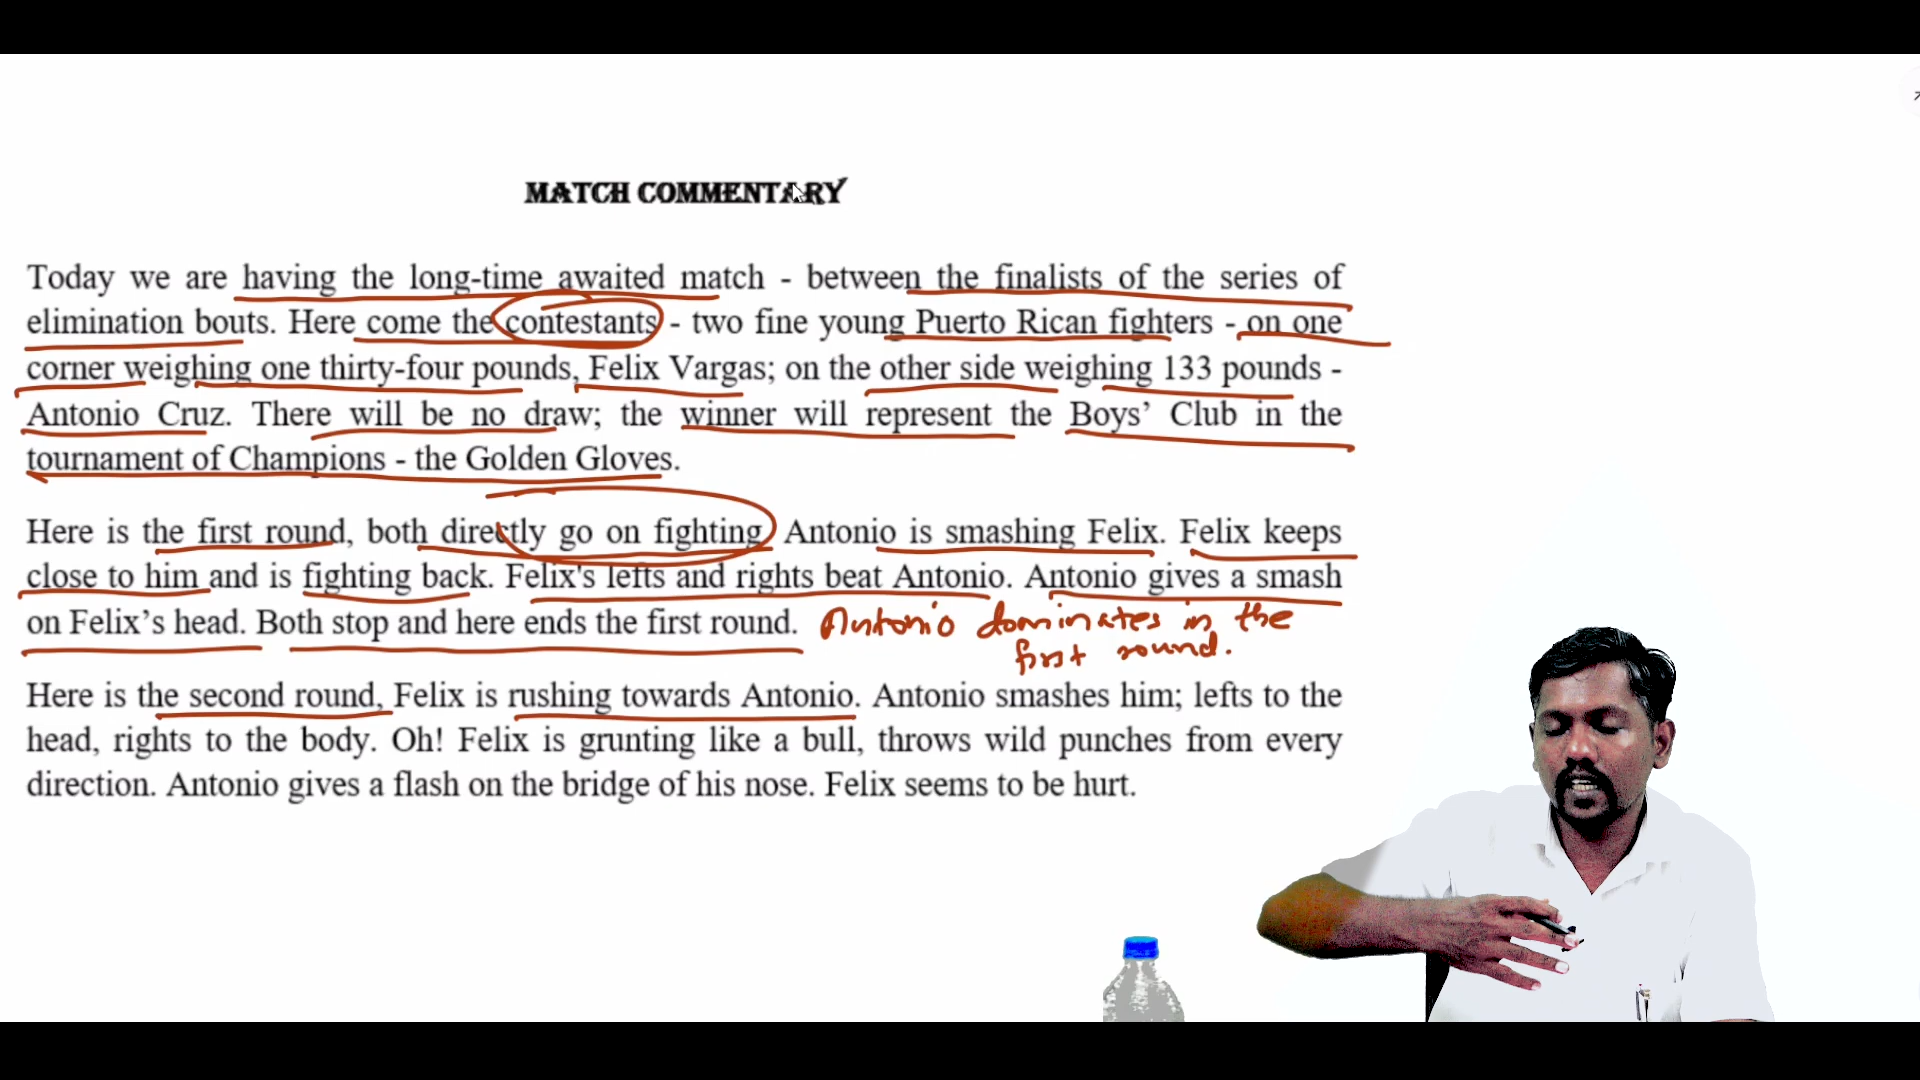 MATCH COMMENTARY
Today we are having the long-time awaited match - between the finalists of the series of
elimination bouts. Here come the contestants - two fine young Puerto Rican fighters - on one
corner weighing one thirty-four pounds, Felix Vargas; on the other side weighing 133 pounds -
Antonio Cruz. There will be no draw; the winner will represent the Boys’ Club in the
tournament of Champions - the Golden Gloves.
Here is the first round, both directly go on fighting Antonio is smashing Felix. Felix keeps
close to him and is fighting back. Felix's lefts and rights beat Antonio. Antonio gives a smash
on Felix’s head. Both stop and here ends the first round. Antonio dominates in the
first round.
Here is the second round, Felix is rushing towards Antonio. Antonio smashes him; lefts to the
head, rights to the body. Oh! Felix is grunting like a bull, throws wild punches from every
direction. Antonio gives a flash on the bridge of his nose. Felix seems to be hurt.